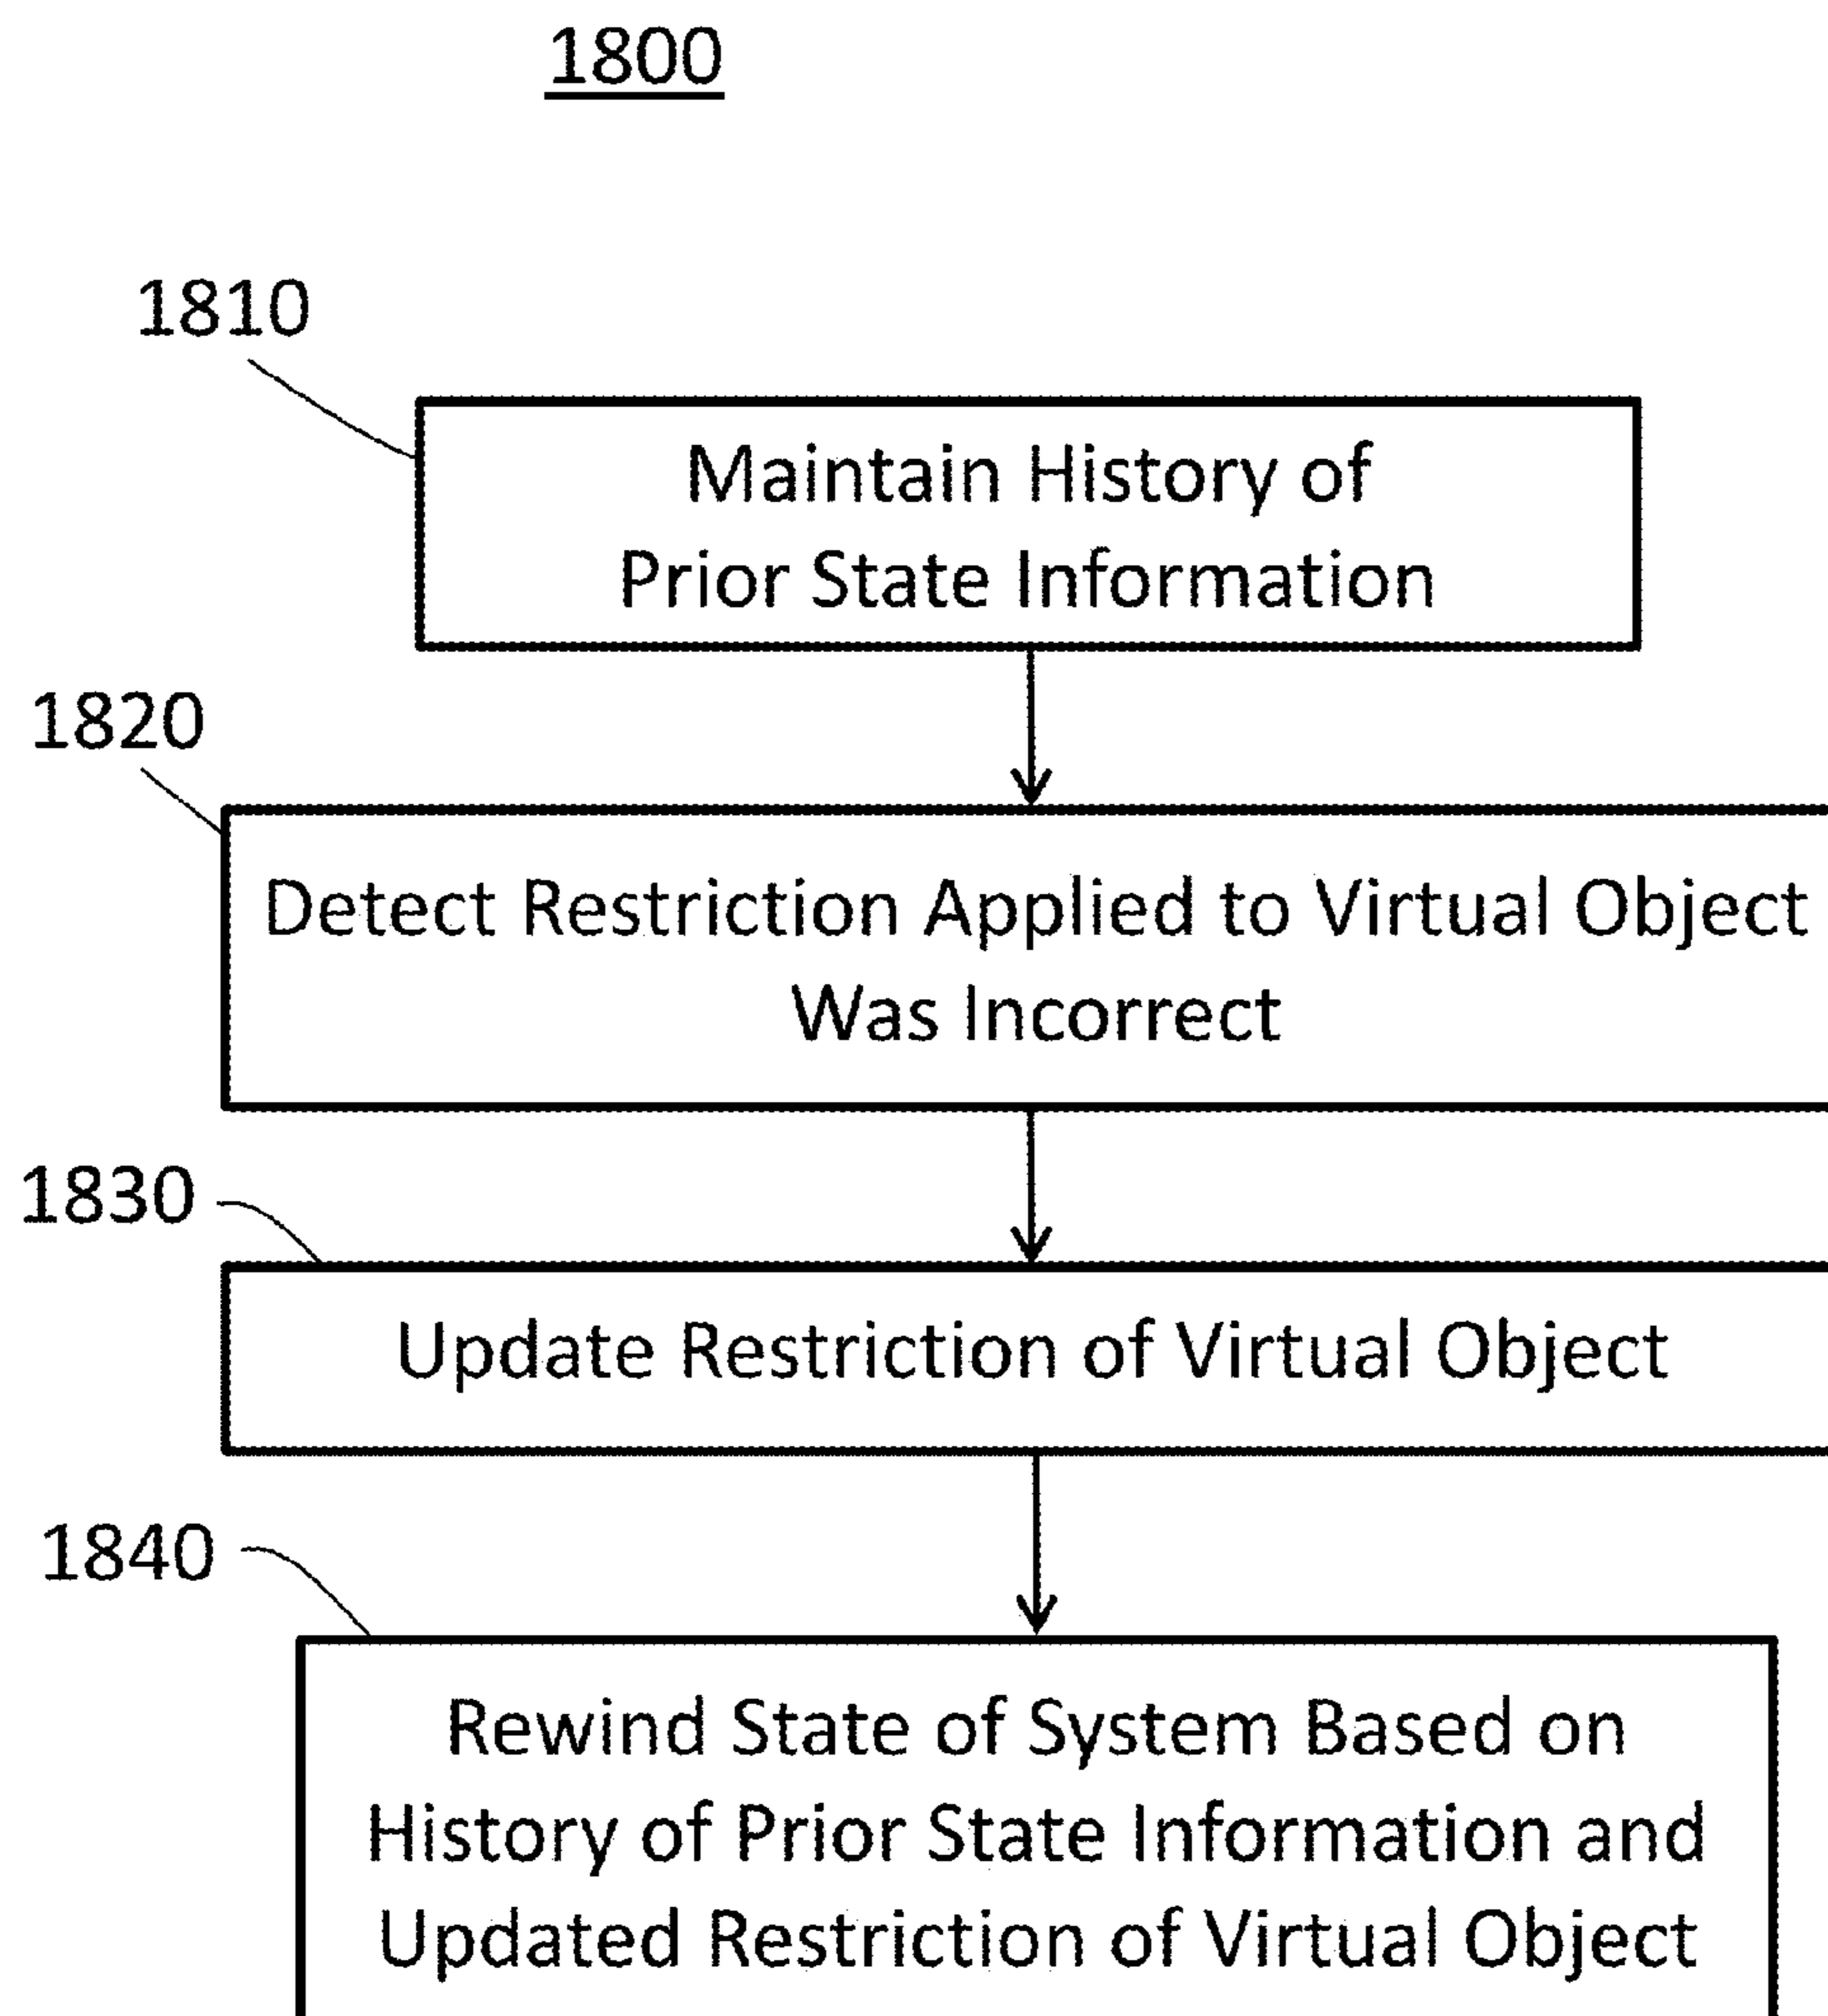 1800
1810
Maintain History of
Prior State Information
1820
Detect Restriction Applied to Virtual Object
Was Incorrect
1830
Update Restriction of Virtual Object
1840
Rewind State of System Based on
History of Prior State Information and
Updated Restriction of Virtual Object